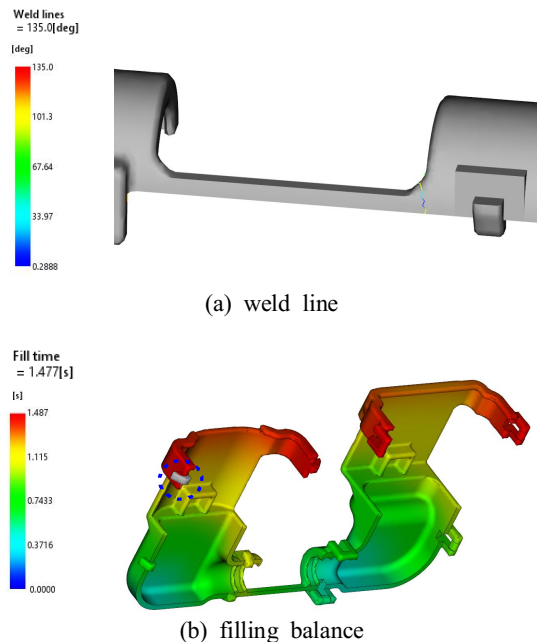 Weld lines
= 135.0[deg]
[deg]
135.0
101.3
67.64
33.97
0.2888
(a) weld line
Fill time
= 1.477[s]
[s]
1.487
1.115
0.7433
0.3716
0.0000
(b) filling balance